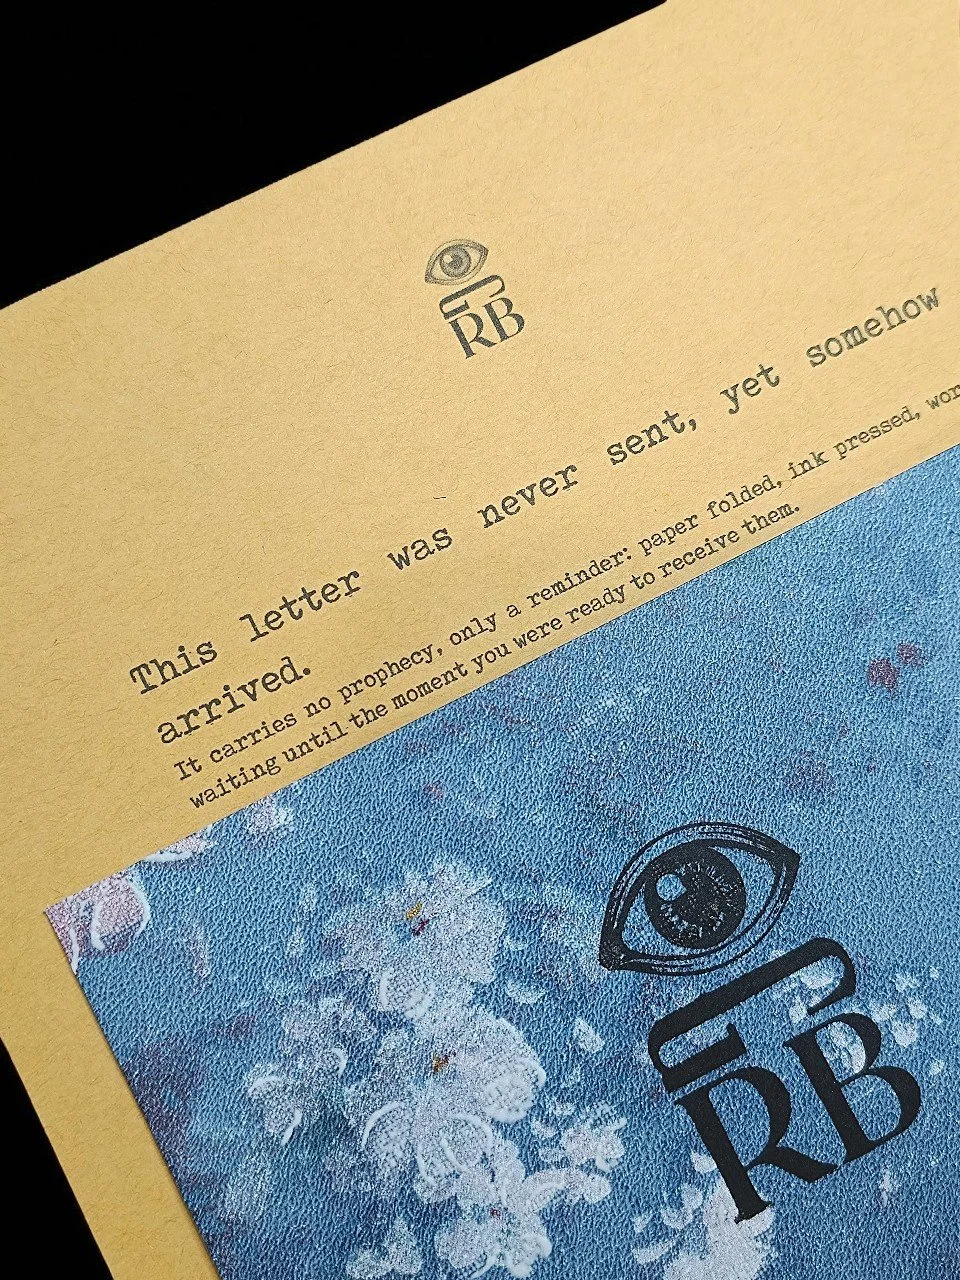 RB
This letter was never sent, yet somehow
arrived.
It carries no prophecy, only a reminder: paper folded, ink pressed,
waiting until the moment you were ready to receive them.
RB